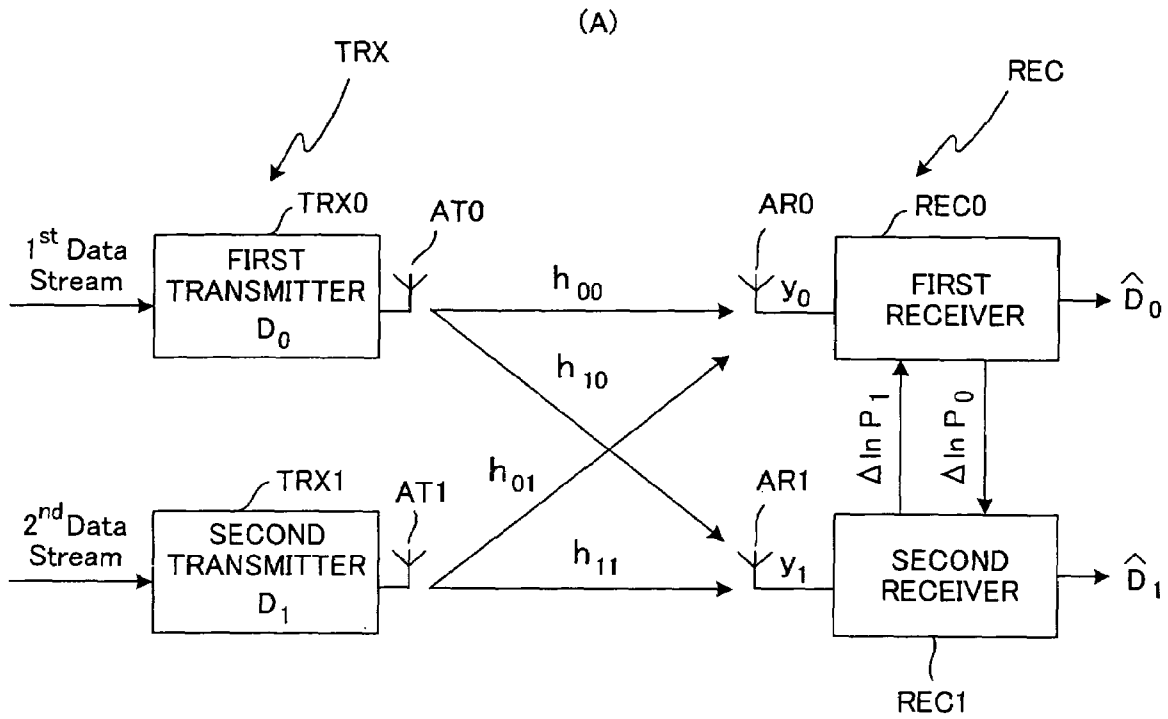 (A)
TRX
REC
TRX0
AT0
AR0
REC0
1st Data
Stream
FIRST
TRANSMITTER
D0
h00
y0
FIRST
RECEIVER
D̂0
h10
Δ ln P1
Δ ln P0
h01
TRX1
AT1
AR1
2nd Data
Stream
SECOND
TRANSMITTER
D1
h11
y1
SECOND
RECEIVER
D̂1
REC1